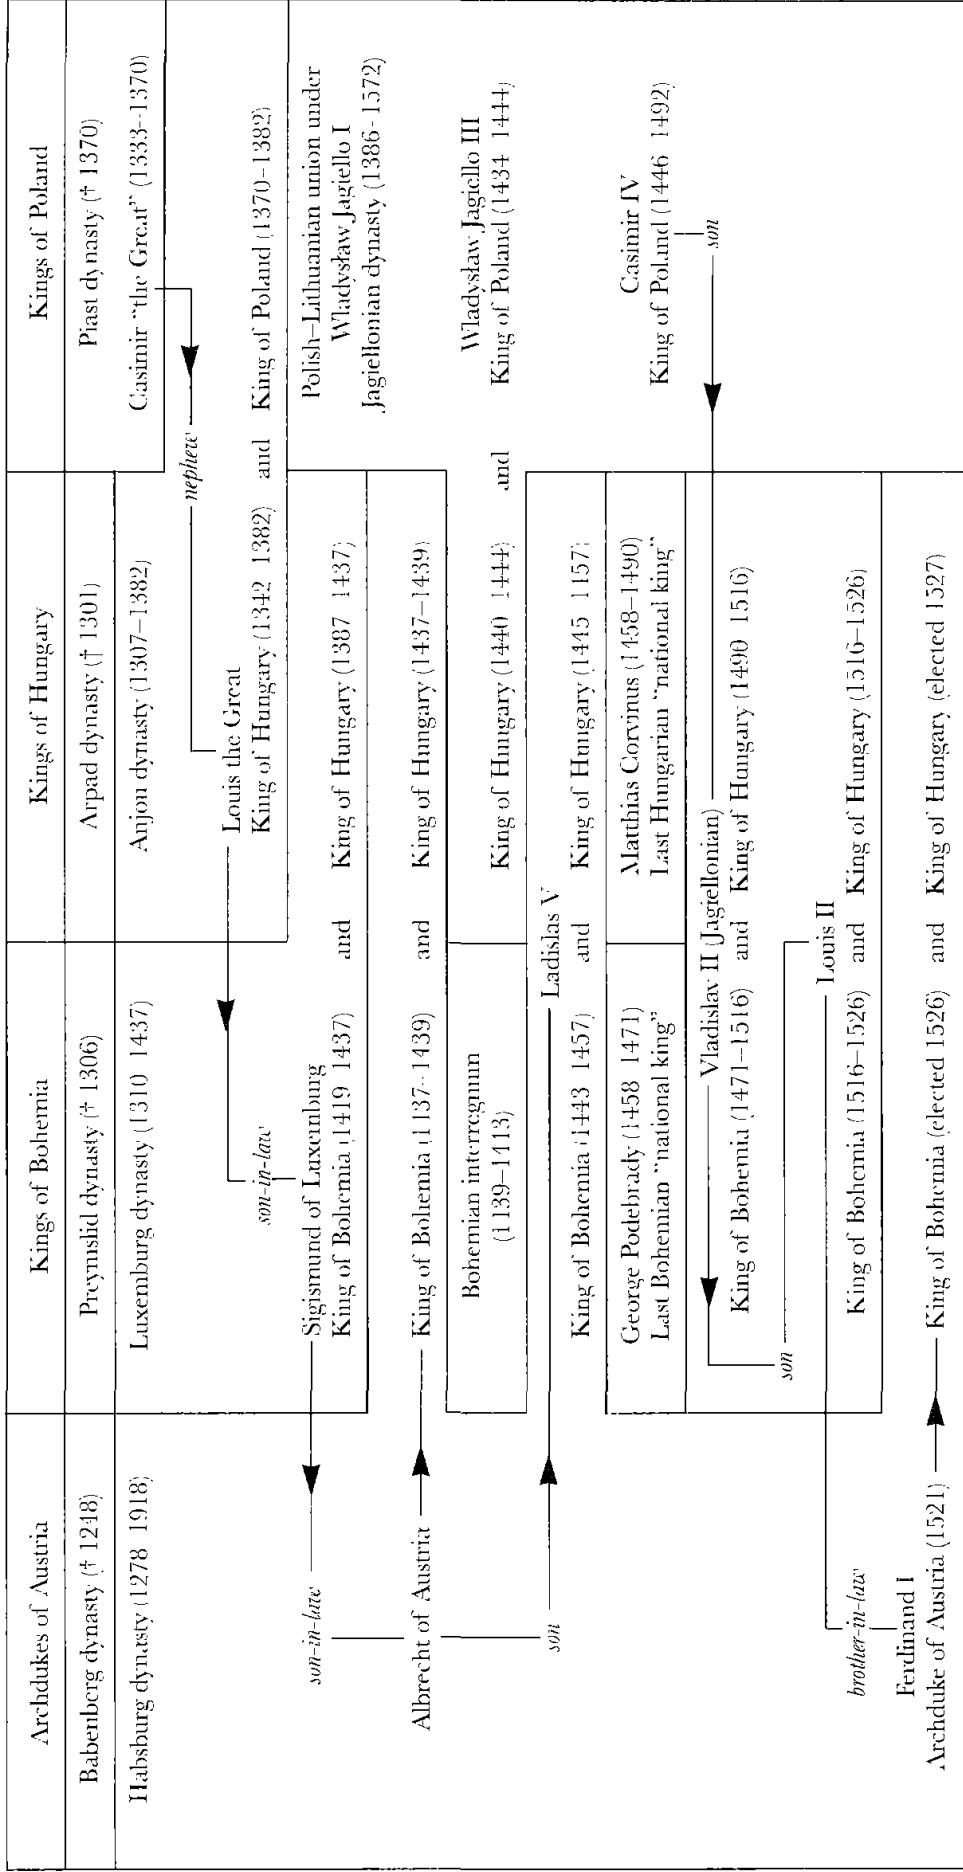 Archdukes of Austria
Kings of Bohemia
Kings of Hungary
Kings of Poland
Babenberg dynasty († 1248)
Preymslid dynasty († 1306)
Arpad dynasty († 1301)
Piast dynasty († 1370)
Habsburg dynasty (1278 1918)
Luxemburg dynasty (1310 1437)
Anjon dynasty (1307–1382)
Casimir "the Great" (1333–1370)
nephew
Louis the Great
King of Hungary (1342 1382) and King of Poland (1370–1382)
son-in-law
Sigismund of Luxemburg
King of Bohemia (1419 1437) and King of Hungary (1387 1437)
Polish–Lithuanian union under
Wladysław Jagiello I
Jagiellonian dynasty (1386–1572)
son-in-law
Albrecht of Austria
King of Bohemia (1137–1439) and King of Hungary (1437–1439)
Bohemian interregnum
(1139–1113)
Wladysław Jagiello III
King of Hungary (1440 1444) and King of Poland (1434 1444)
son
Ladislas V
King of Bohemia (1443 1457) and King of Hungary (1445 1157)
George Podebrady (1458 1471)
Last Bohemian "national king"
Matthias Corvinus (1458–1490)
Last Hungarian "national king"
Casimir IV
King of Poland (1446 1492)
son
Vladislav II (Jagiellonian)
King of Bohemia (1471–1516) and King of Hungary (1490 1516)
son
Louis II
King of Bohemia (1516–1526) and King of Hungary (1516–1526)
brother-in-law
Ferdinand I
Archduke of Austria (1521)
King of Bohemia (elected 1526) and King of Hungary (elected 1527)